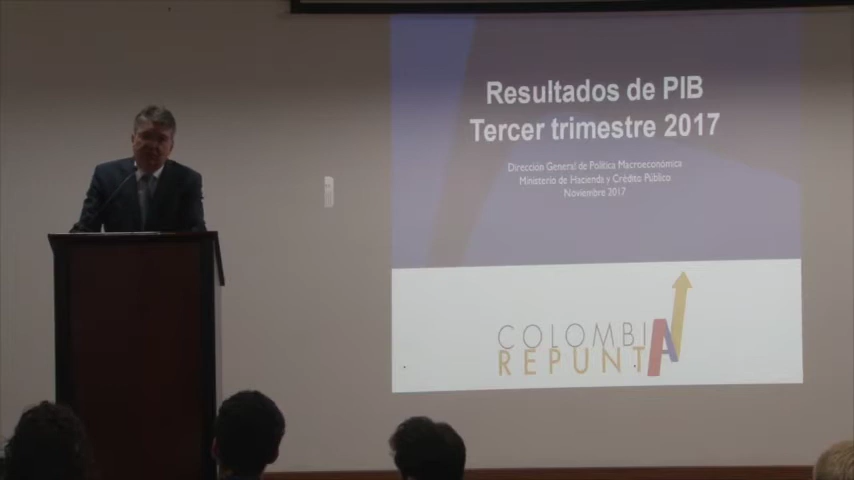 Resultados de PIB
Tercer trimestre 2017
Dirección General de Política Macroeconómica
Ministerio de Hacienda y Crédito Público
Noviembre 2017
COLOMBIA
REPUNTA